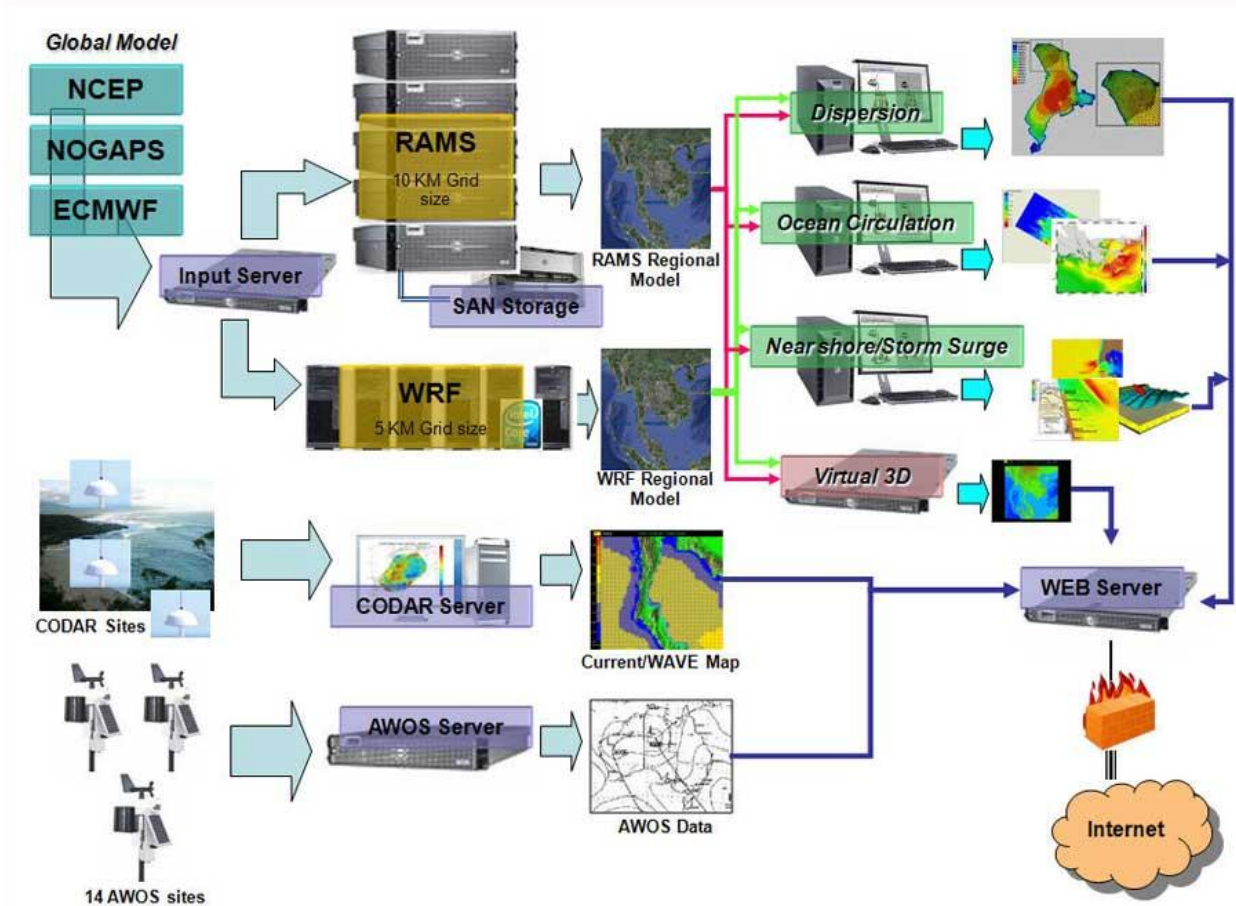 Global Model
NCEP
NOGAPS
ECMWF
Input Server
RAMS
10 KM Grid
size
SAN Storage
RAMS Regional
Model
WRF
5 KM Grid size
intel
Core
WRF Regional
Model
Dispersion
Ocean Circulation
Near shore/Storm Surge
Virtual 3D
CODAR Sites
CODAR Server
Current/WAVE Map
WEB Server
14 AWOS sites
AWOS Server
AWOS Data
Internet